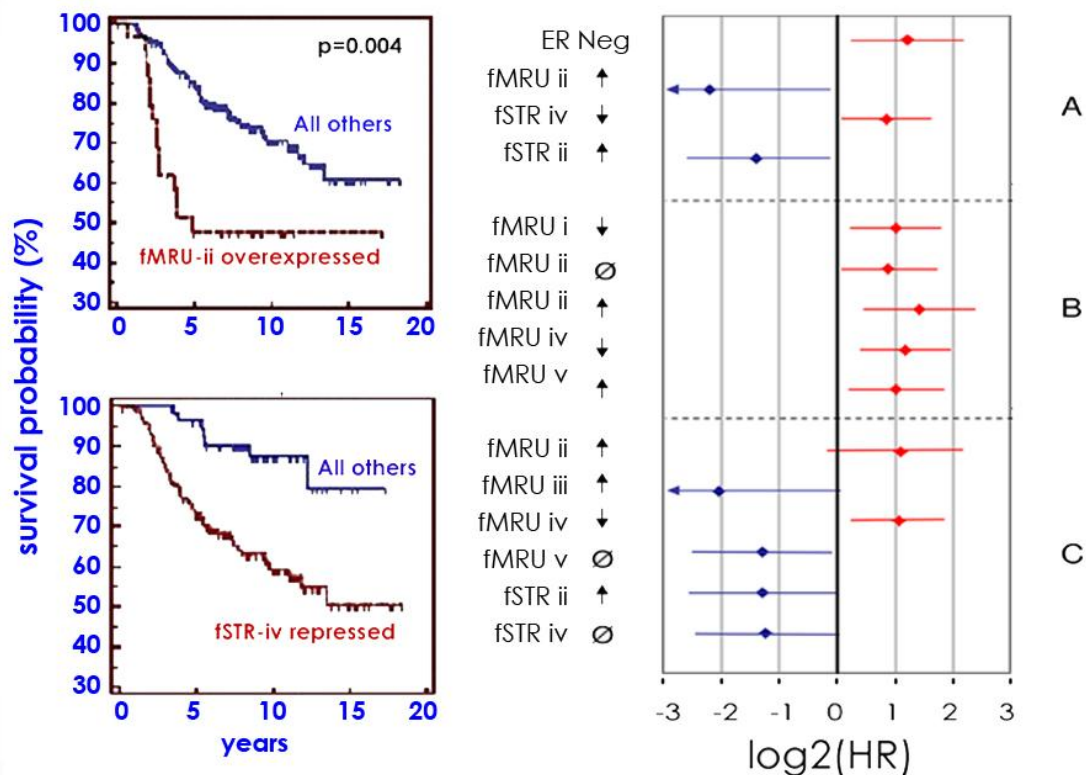 survival probability (%)
100
90
80
70
60
50
40
30
p=0.004
All others
fMRU-ii overexpressed
0 5 10 15 20
100
90
80
70
60
50
40
30
All others
fSTR-iv repressed
0 5 10 15 20
years
ER Neg
fMRU ii ↑
fSTR iv ↓
fSTR ii ↑
A
fMRU i ↓
fMRU ii Ø
fMRU ii ↑
fMRU iv ↓
fMRU v ↑
B
fMRU ii ↑
fMRU iii ↑
fMRU iv ↓
fMRU v Ø
fSTR ii ↑
fSTR iv Ø
C
-3 -2 -1 0 1 2 3
log2(HR)